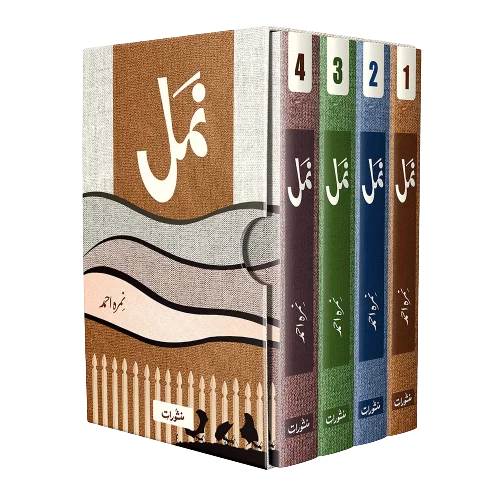 نمل
نمرہ احمد
منشورات
4
نمل
نمرہ احمد
منشورات
3
نمل
نمرہ احمد
منشورات
2
نمل
نمرہ احمد
منشورات
1
نمل
نمرہ احمد
منشورات